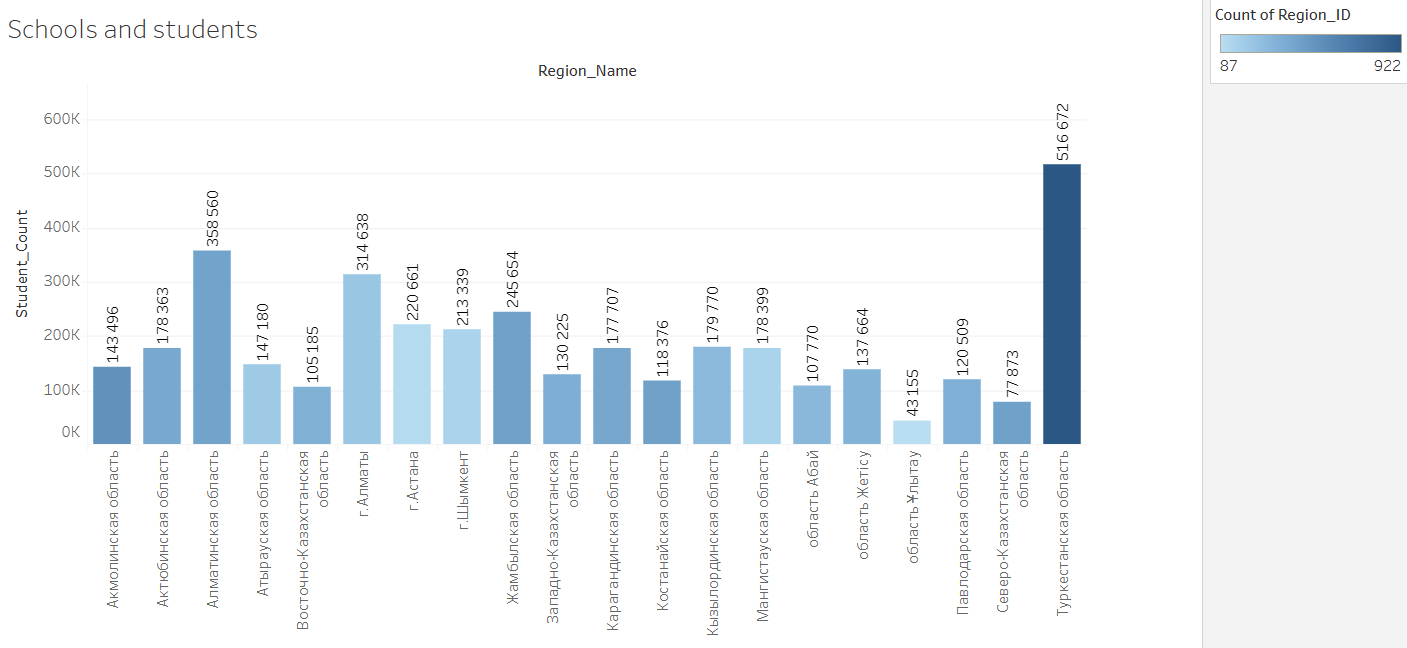 Schools and students
Count of Region_ID
87
922
Region_Name
Student_Count
600K
500K
400K
300K
200K
100K
0K
143 496
178 363
358 560
147 180
105 185
314 638
220 661
213 339
245 654
130 225
177 707
118 376
179 770
178 399
107 770
137 664
43 155
120 509
77 873
516 672
Акмолинская область
Актюбинская область
Алматинская область
Атырауская область
Восточно-Казахстанская
область
г.Алматы
г.Астана
г.Шымкент
Жамбылская область
Западно-Казахстанская
область
Карагандинская область
Костанайская область
Кызылординская область
Мангистауская область
область Абай
область Жетісу
область Ұлытау
Павлодарская область
Северо-Казахстанская
область
Туркестанская область